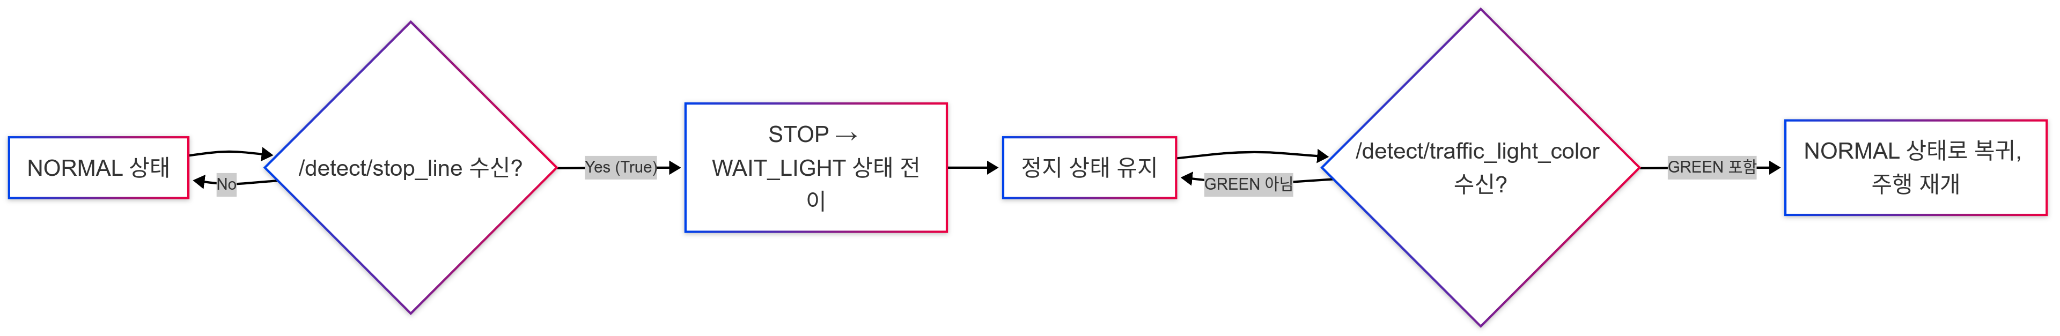 NORMAL 상태
No
/detect/stop_line 수신?
Yes (True)
STOP →
WAIT_LIGHT 상태 전
이
정지 상태 유지
GREEN 아님
/detect/traffic_light_color
수신?
GREEN 포함
NORMAL 상태로 복귀,
주행 재개